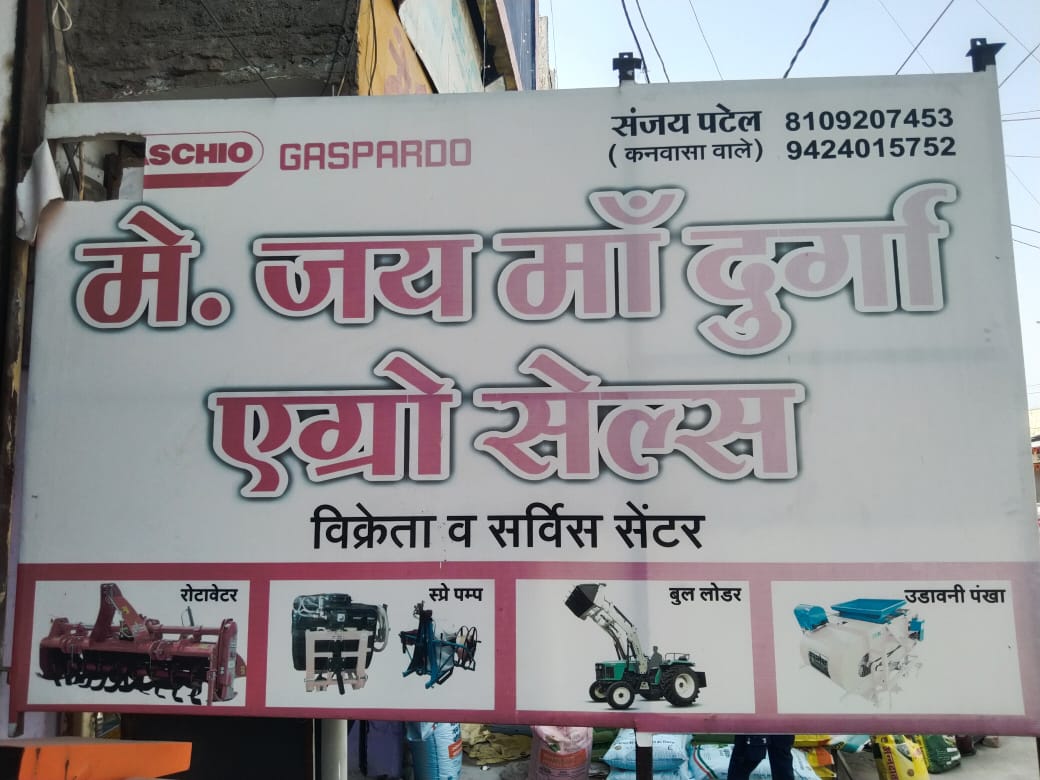 ASCHIO GASPARDO
संजय पटेल 8109207453
( कनवासा वाले) 9424015752
मे. जय माँ दुर्गा
एग्रो सेल्स
विक्रेता व सर्विस सेंटर
रोटावेटर स्प्रे पम्प बुल लोडर उडावनी पंखा